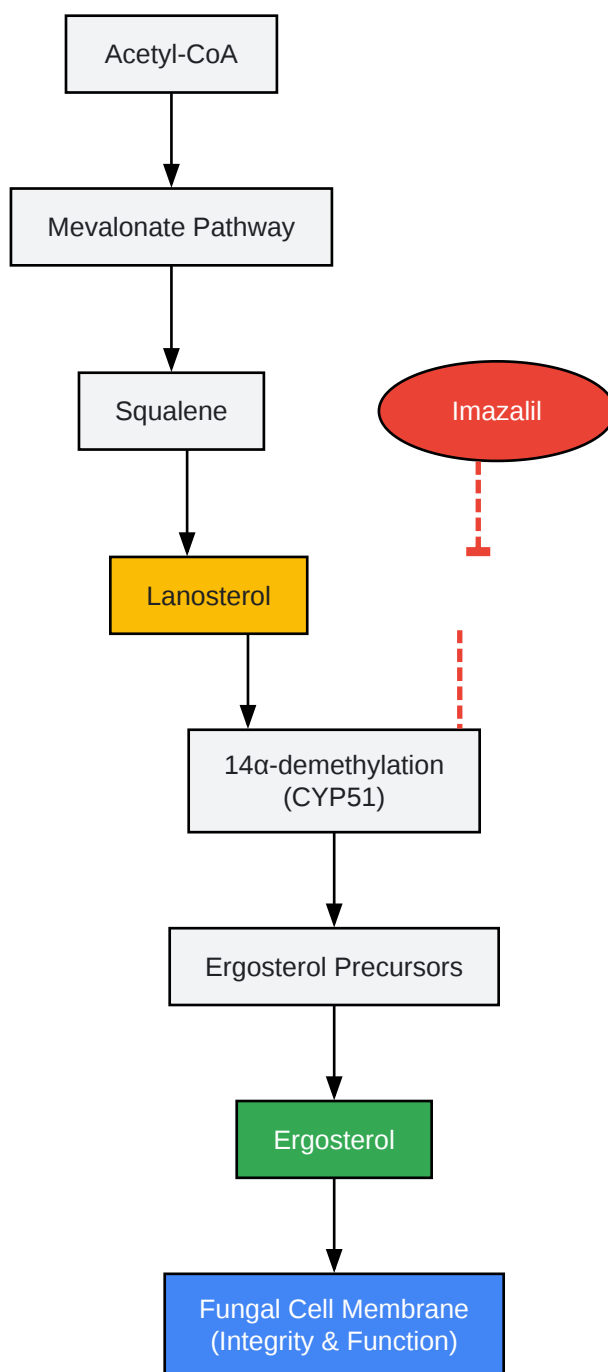 Acetyl-CoA
Mevalonate Pathway
Squalene
Imazalil
Lanosterol
14α-demethylation
(CYP51)
Ergosterol Precursors
Ergosterol
Fungal Cell Membrane
(Integrity & Function)